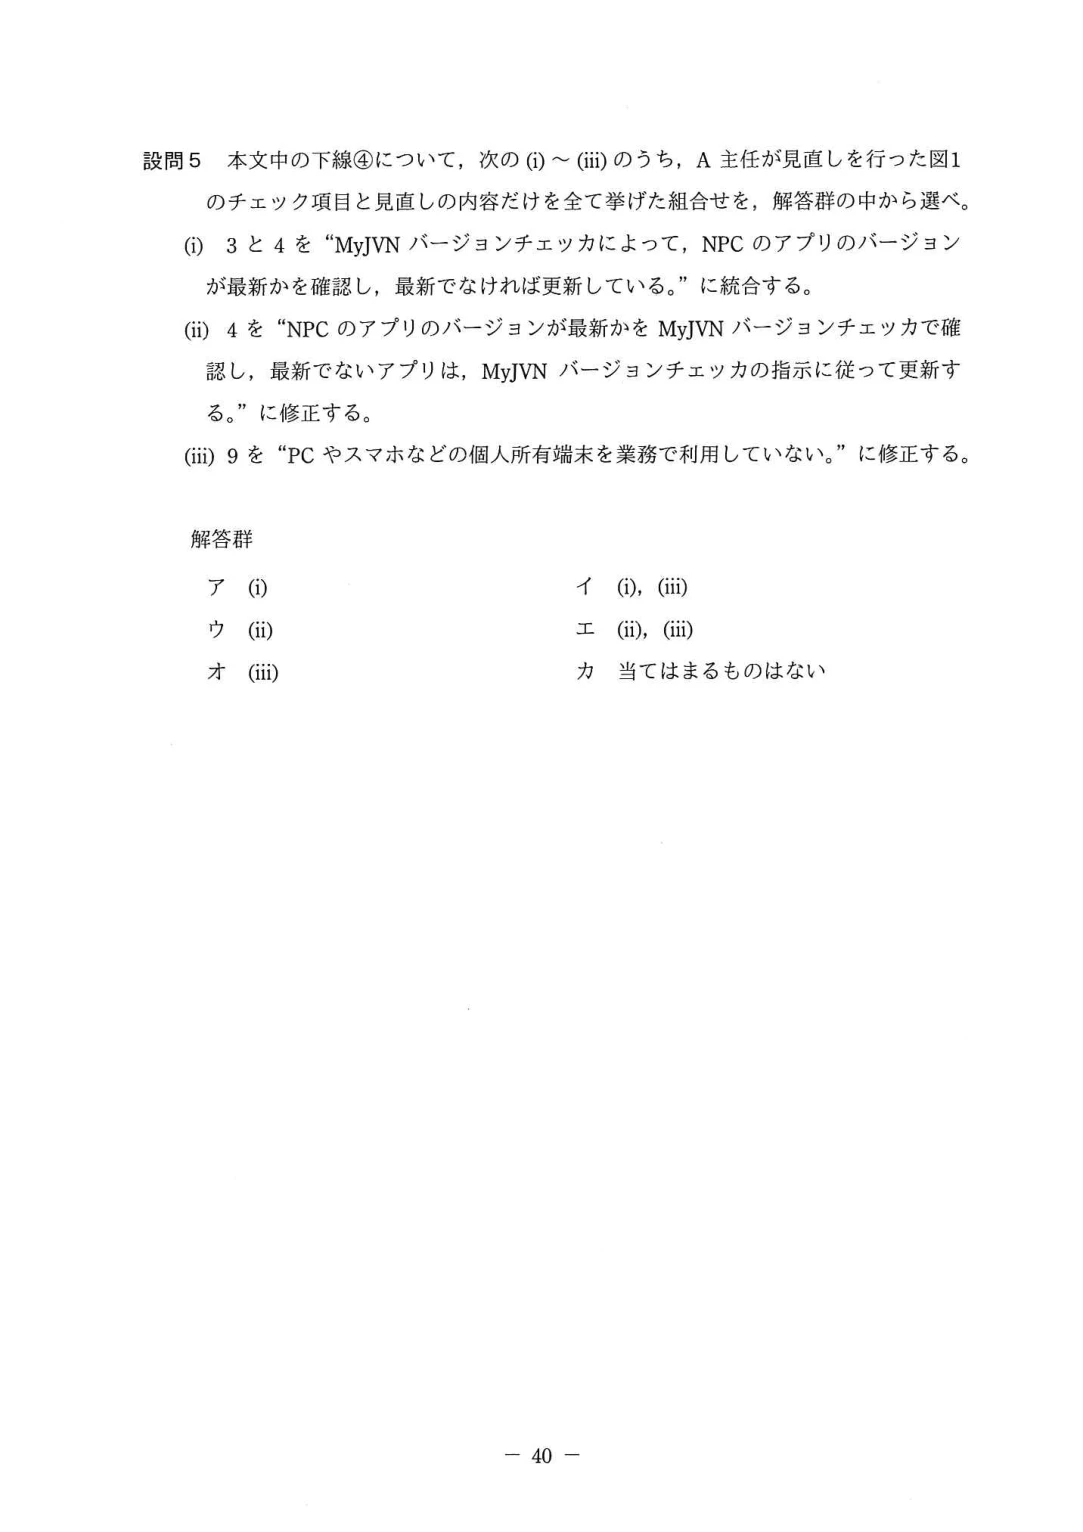 設問5 本文中の下線④について，次の (i) ～ (iii) のうち，A 主任が見直しを行った図1
のチェック項目と見直しの内容だけを全て挙げた組合せを，解答群の中から選べ。
(i) 3 と 4 を “MyJVN バージョンチェッカによって，NPC のアプリのバージョン
が最新かを確認し，最新でなければ更新している。” に統合する。
(ii) 4 を “NPC のアプリのバージョンが最新かを MyJVN バージョンチェッカで確
認し，最新でないアプリは，MyJVN バージョンチェッカの指示に従って更新す
る。” に修正する。
(iii) 9 を “PC やスマホなどの個人所有端末を業務で利用していない。” に修正する。
解答群
ア (i) イ (i)，(iii)
ウ (ii) エ (ii)，(iii)
オ (iii) カ 当てはまるものはない
－ 40 －